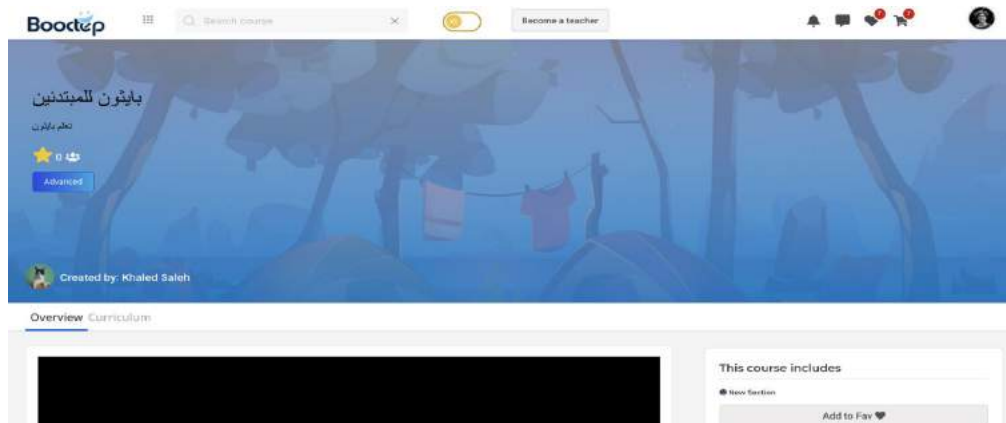 Booctep
Search course
Become a teacher
بايثون للمبتدئين
تعلم بايثون
0
Advanced
Created by: Khaled Saleh
Overview Curriculum
This course includes
New Section
Add to Fav